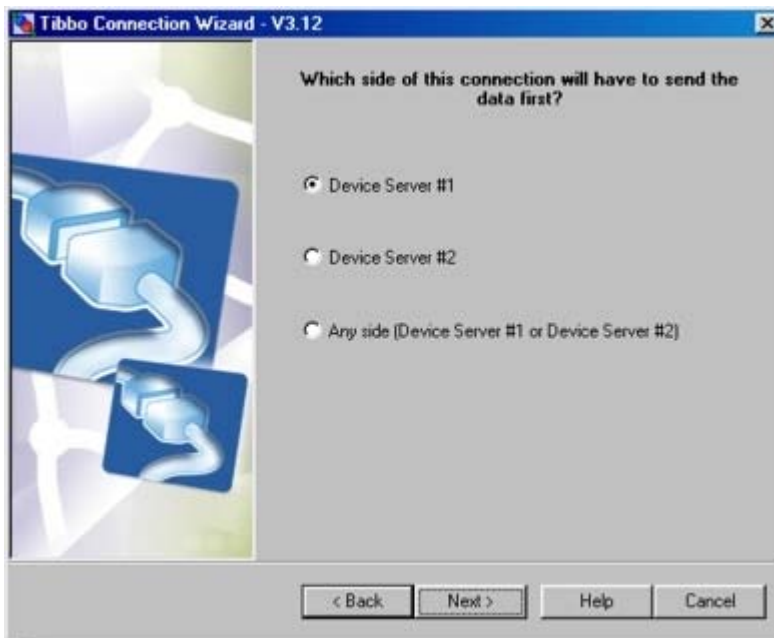 Tibbo Connection Wizard - V3.12
Which side of this connection will have to send the
data first?
Device Server #1
Device Server #2
Any side (Device Server #1 or Device Server #2)
< Back
Next >
Help
Cancel